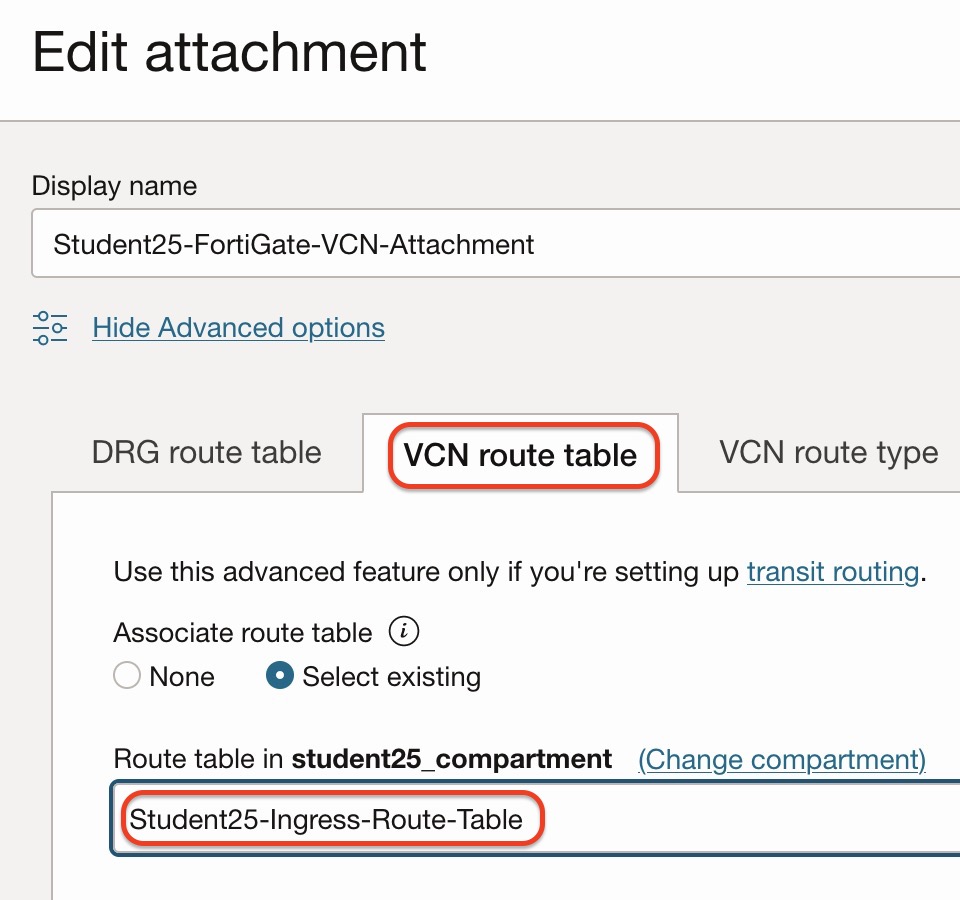 Edit attachment
Display name
Student25-FortiGate-VCN-Attachment
Hide Advanced options
DRG route table VCN route table VCN route type
Use this advanced feature only if you're setting up transit routing.
Associate route table i
None Select existing
Route table in student25_compartment (Change compartment)
Student25-Ingress-Route-Table